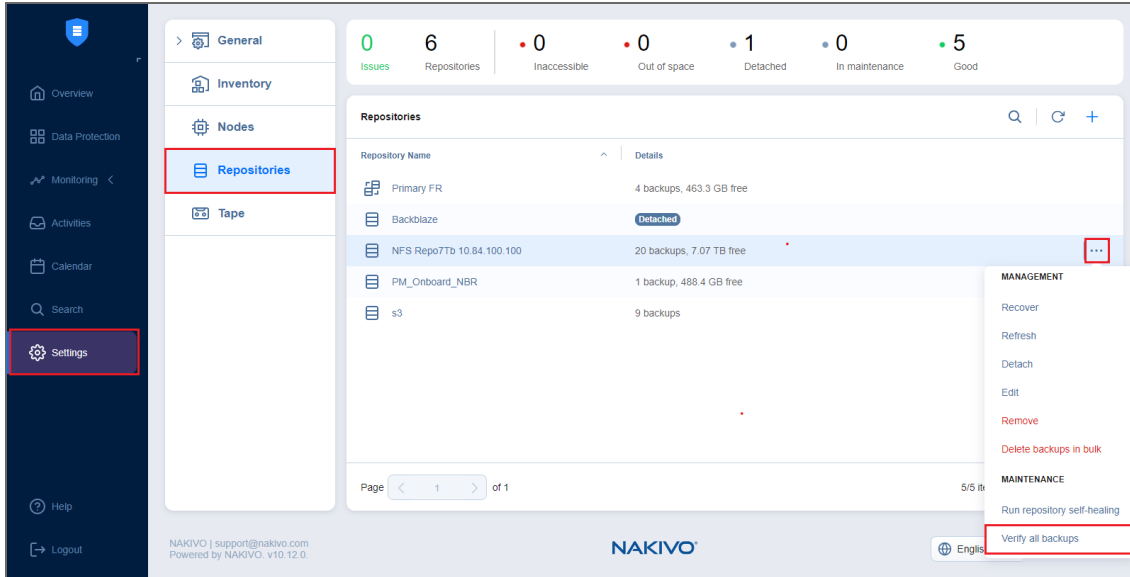 Overview
Data Protection
Monitoring
Activities
Calendar
Search
Settings
Help
Logout
General
Inventory
Nodes
Repositories
Tape
0 6 0 0 1 0 5
Issues Repositories Inaccessible Out of space Detached In maintenance Good
Repositories
Repository Name Details
Primary FR 4 backups, 463.3 GB free
Backblaze Detached
NFS Repo7Tb 10.84.100.100 20 backups, 7.07 TB free
PM_Onboard_NBR 1 backup, 488.4 GB free
s3 9 backups
MANAGEMENT
Recover
Refresh
Detach
Edit
Remove
Delete backups in bulk
MAINTENANCE
Run repository self-healing
Verify all backups
Page 1 of 1
5/5
NAKIVO | support@nakivo.com
Powered by NAKIVO. v10.12.0.
NAKIVO®